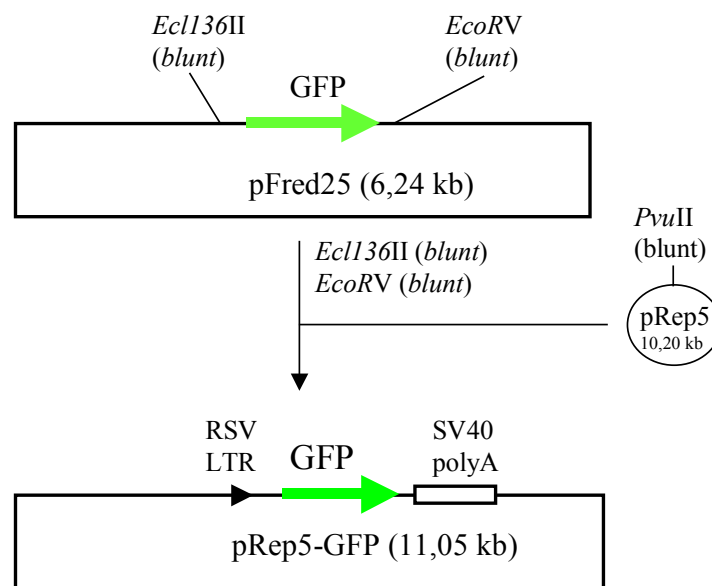 Ecl136II
(blunt)
EcoRV
(blunt)
GFP
pFred25 (6,24 kb)
Ecl136II (blunt)
EcoRV (blunt)
PvuII
(blunt)
pRep5
10,20 kb
RSV
LTR
GFP
SV40
polyA
pRep5-GFP (11,05 kb)